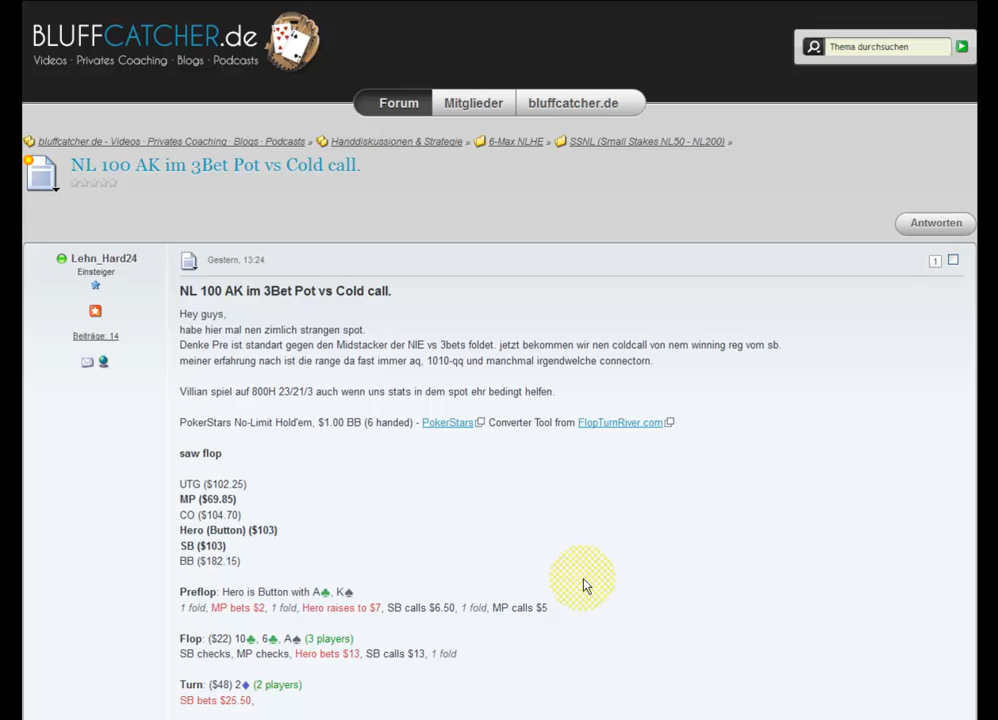 BLUFFCATCHER.de
Videos · Privates Coaching · Blogs · Podcasts
Thema durchsuchen
Forum Mitglieder bluffcatcher.de
bluffcatcher.de - Videos · Privates Coaching · Blogs · Podcasts » Handdiskussionen & Strategie » 6-Max NLHE » SSNL (Small Stakes NL50 - NL200) »
NL 100 AK im 3Bet Pot vs Cold call.
Antworten
Lehn_Hard24
Einsteiger
Beiträge: 14
Gestern, 13:24
1
NL 100 AK im 3Bet Pot vs Cold call.
Hey guys,
habe hier mal nen zimlich strangen spot.
Denke Pre ist standart gegen den Midstacker der NIE vs 3bets foldet. jetzt bekommen wir nen coldcall von nem winning reg vom sb.
meiner erfahrung nach ist die range da fast immer aq, 1010-qq und manchmal irgendwelche connectorn.
Villian spiel auf 800H 23/21/3 auch wenn uns stats in dem spot ehr bedingt helfen.
PokerStars No-Limit Hold'em, $1.00 BB (6 handed) - PokerStars Converter Tool from FlopTurnRiver.com
saw flop
UTG ($102.25)
MP ($69.85)
CO ($104.70)
Hero (Button) ($103)
SB ($103)
BB ($182.15)
Preflop: Hero is Button with A♣, K♠
1 fold, MP bets $2, 1 fold, Hero raises to $7, SB calls $6.50, 1 fold, MP calls $5
Flop: ($22) 10♣, 6♣, A♠ (3 players)
SB checks, MP checks, Hero bets $13, SB calls $13, 1 fold
Turn: ($48) 2♦ (2 players)
SB bets $25.50,